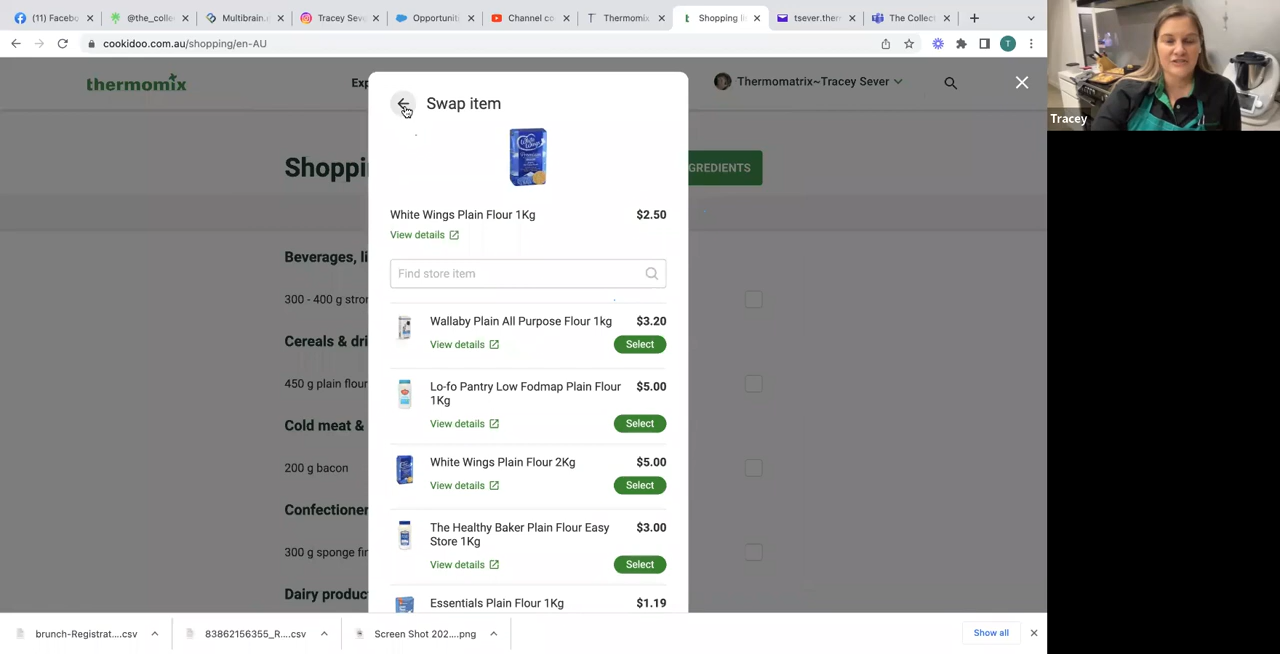 (11) Facebo
@the_colle
Multibrain.
Tracey Sev
Opportunit
Channel co
Thermomix
Shopping li
tsever.ther
The Collec
cookidoo.com.au/shopping/en-AU
T
thermomix
Exp
Thermomatrix~Tracey Sever
Tracey
Swap item
Shoppi
GREDIENTS
White Wings Plain Flour 1Kg $2.50
View details
Beverages, li
Find store item
300 - 400 g stron
Wallaby Plain All Purpose Flour 1kg $3.20
Cereals & dri
View details Select
450 g plain flour
Lo-fo Pantry Low Fodmap Plain Flour $5.00
1Kg
View details Select
Cold meat &
White Wings Plain Flour 2Kg $5.00
200 g bacon
View details Select
Confectioner
The Healthy Baker Plain Flour Easy $3.00
Store 1Kg
300 g sponge fin
View details Select
Dairy produc
Essentials Plain Flour 1Kg $1.19
brunch-Registrat....csv
83862156355_R....csv
Screen Shot 202....png
Show all